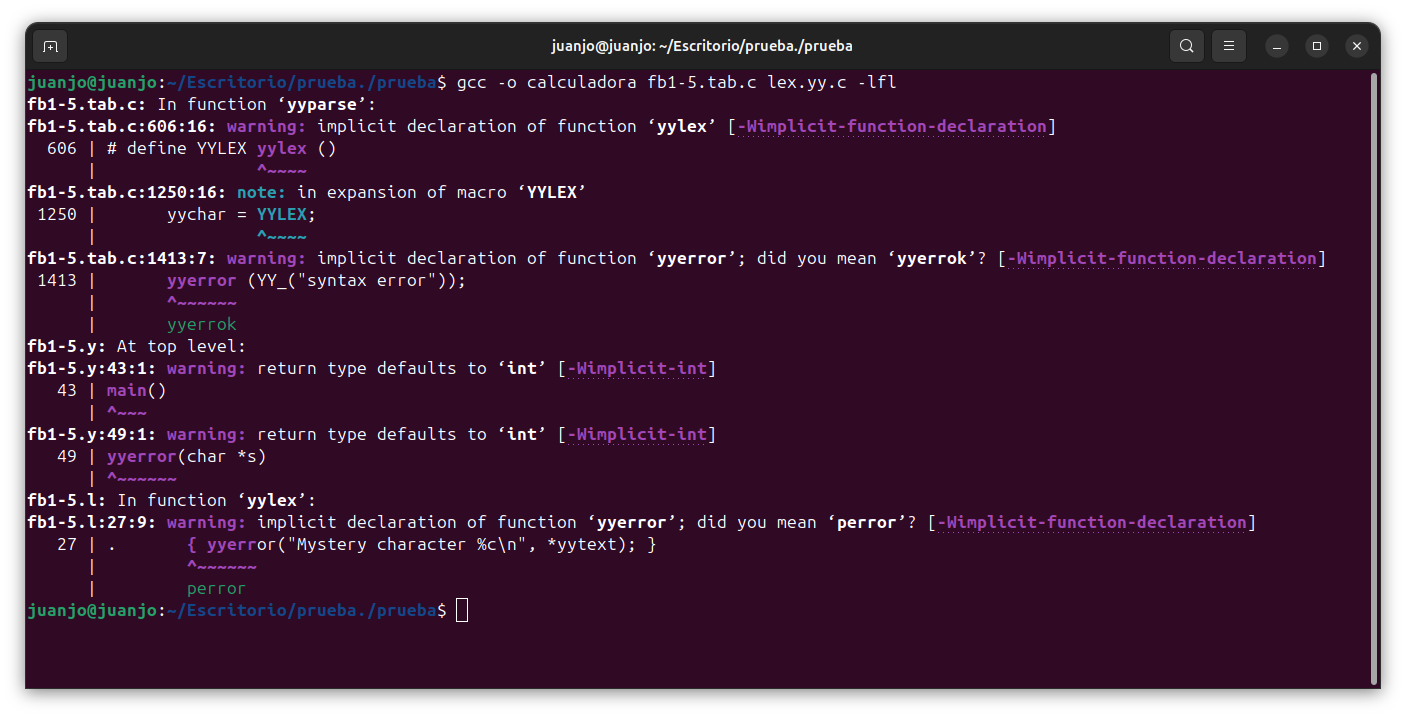 juanjo@juanjo: ~/Escritorio/prueba./prueba
juanjo@juanjo:~/Escritorio/prueba./prueba$ gcc -o calculadora fb1-5.tab.c lex.yy.c -lfl
fb1-5.tab.c: In function ‘yyparse’:
fb1-5.tab.c:606:16: warning: implicit declaration of function ‘yylex’ [-Wimplicit-function-declaration]
  606 | # define YYLEX yylex ()
      |                ^~~~~
fb1-5.tab.c:1250:16: note: in expansion of macro ‘YYLEX’
 1250 |       yychar = YYLEX;
      |                ^~~~~
fb1-5.tab.c:1413:7: warning: implicit declaration of function ‘yyerror’; did you mean ‘yyerrok’? [-Wimplicit-function-declaration]
 1413 |       yyerror (YY_("syntax error"));
      |       ^~~~~~~
      |       yyerrok
fb1-5.y: At top level:
fb1-5.y:43:1: warning: return type defaults to ‘int’ [-Wimplicit-int]
   43 | main()
      | ^~~~
fb1-5.y:49:1: warning: return type defaults to ‘int’ [-Wimplicit-int]
   49 | yyerror(char *s)
      | ^~~~~~~
fb1-5.l: In function ‘yylex’:
fb1-5.l:27:9: warning: implicit declaration of function ‘yyerror’; did you mean ‘perror’? [-Wimplicit-function-declaration]
   27 | .       { yyerror("Mystery character %c\n", *yytext); }
      |         ^~~~~~~
      |         perror
juanjo@juanjo:~/Escritorio/prueba./prueba$